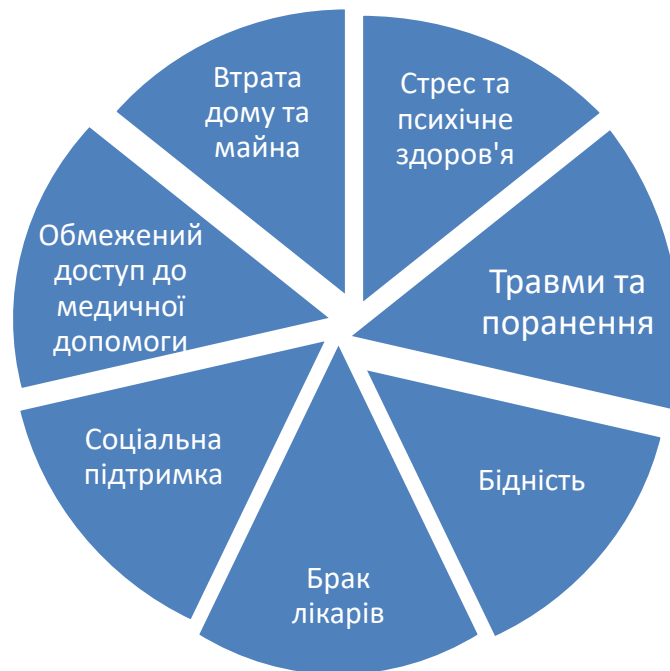 Стрес та
психічне
здоров'я
Травми та
поранення
Бідність
Брак
лікарів
Соціальна
підтримка
Обмежений
доступ до
медичної
допомоги
Втрата
дому та
майна